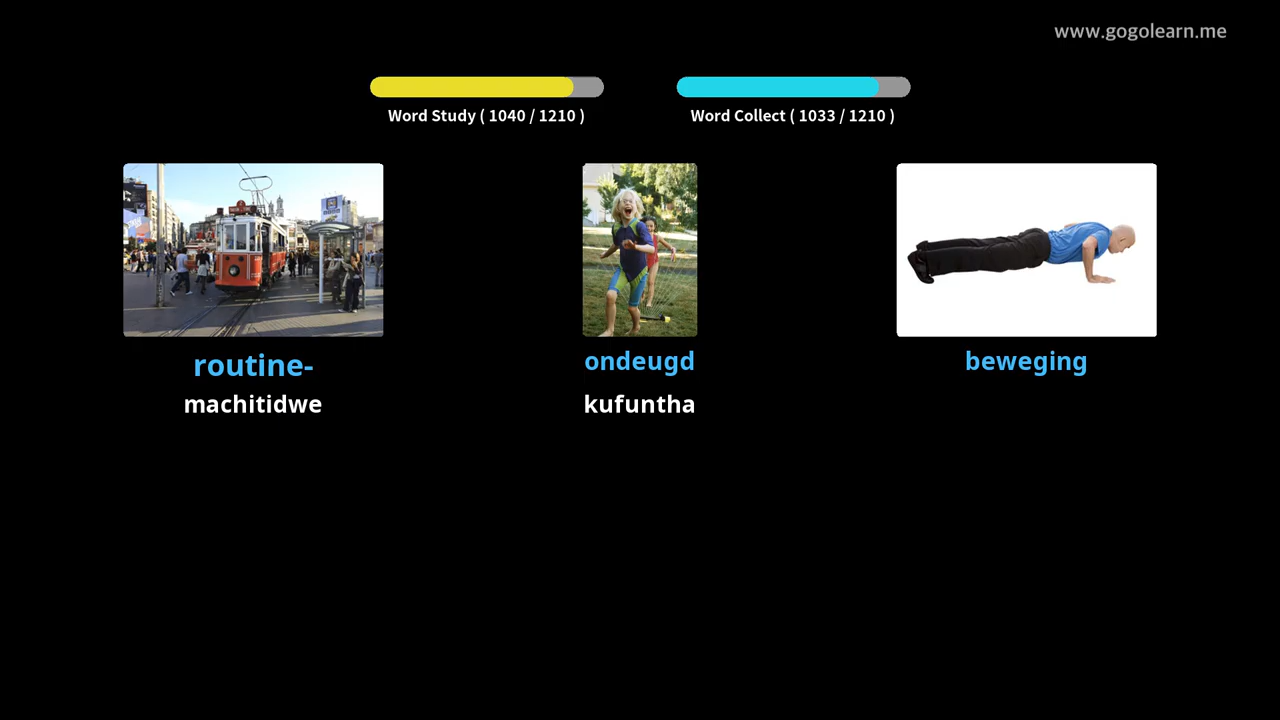 www.gogolearn.me
Word Study ( 1040 / 1210 )
Word Collect ( 1033 / 1210 )
routine-
ondeugd
beweging
machitidwe
kufuntha